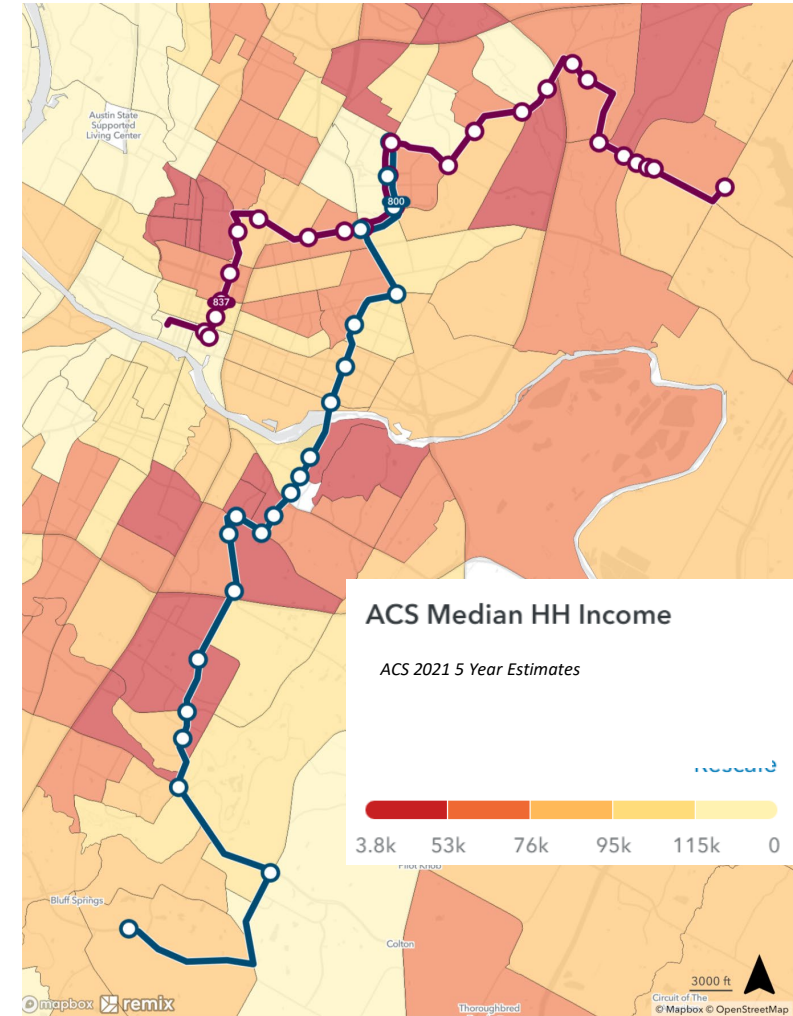 Austin State
Supported
Living Center
800
837
ACS Median HH Income
ACS 2021 5 Year Estimates
Rescale
3.8k 53k 76k 95k 115k 0
Pilot Knob
Bluff Springs
Colton
3000 ft
mapbox remix
Thoroughbred
Circuit of The
© Mapbox © OpenStreetMap